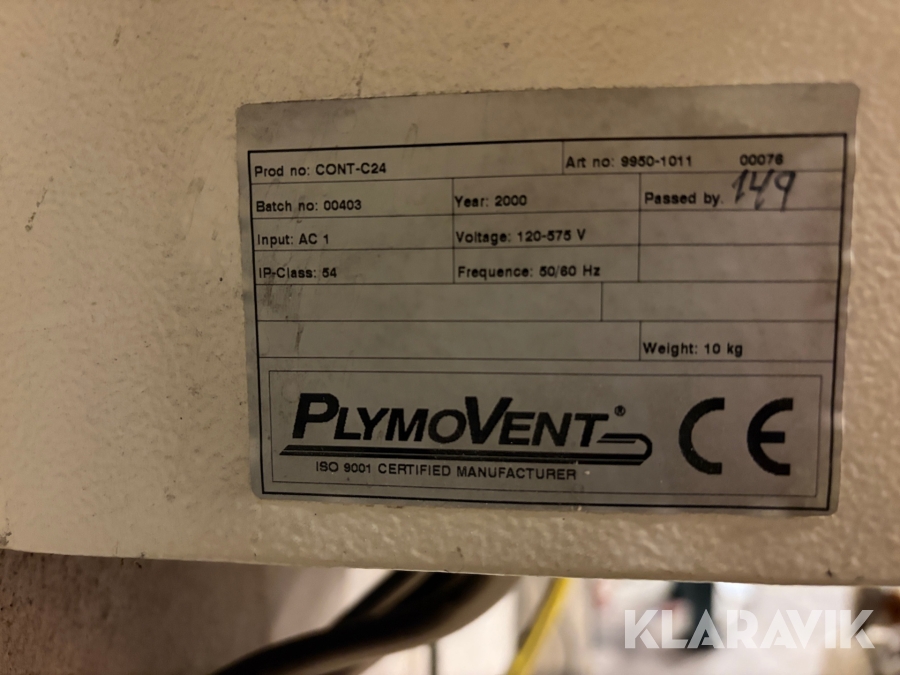 Prod no: CONT-C24 Art no: 9950-1011 00076
Batch no: 00403 Year: 2000 Passed by. 149
Input: AC 1 Voltage: 120-575 V
IP-Class: 54 Frequence: 50/60 Hz
Weight: 10 kg
PLYMOVENT® CE
ISO 9001 CERTIFIED MANUFACTURER
KLARAVIK